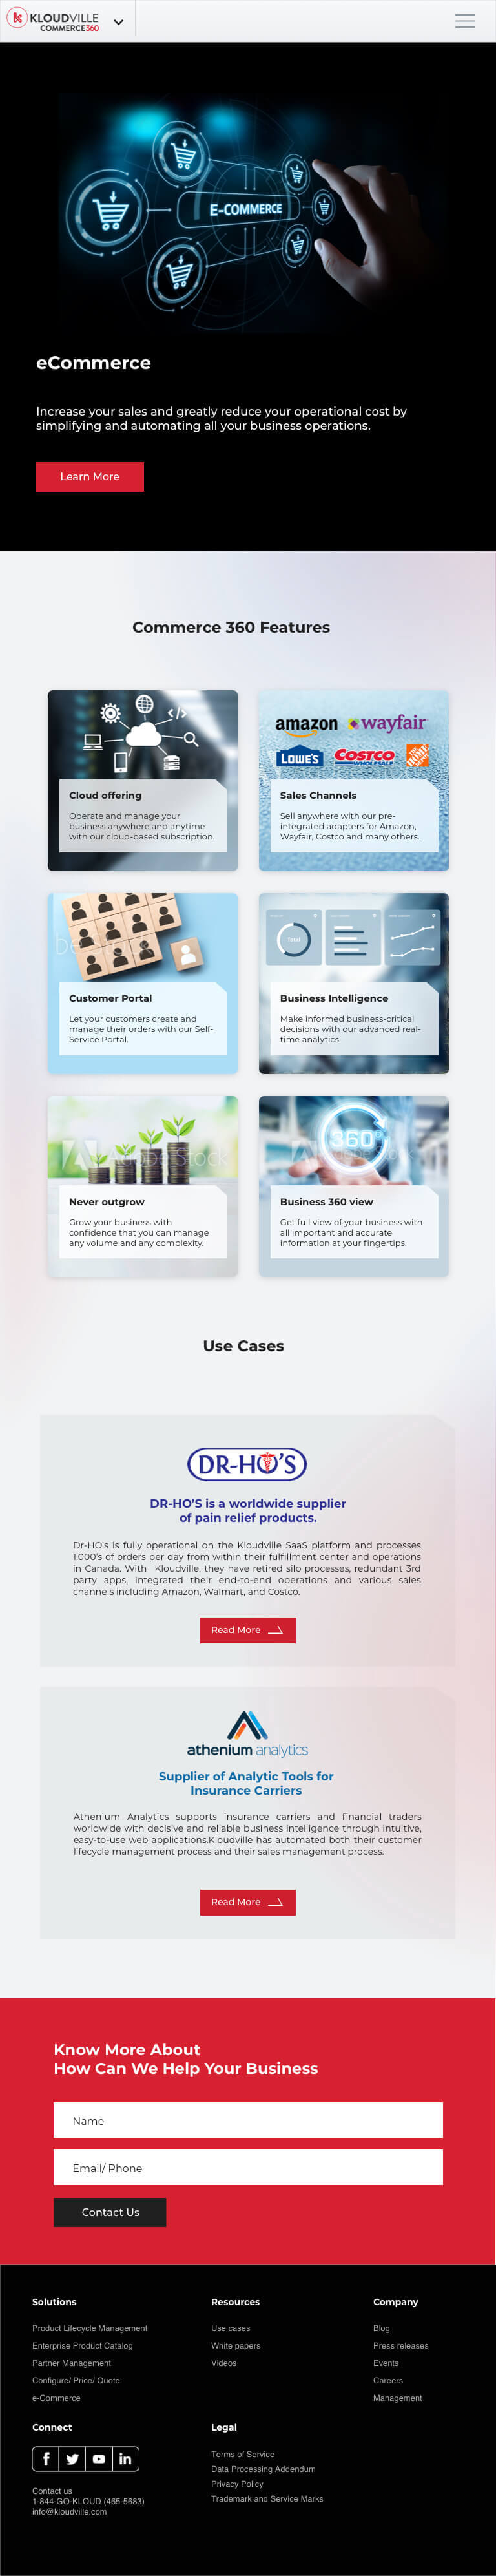 KLOUDVILLE
COMMERCE360
E-COMMERCE
eCommerce
Increase your sales and greatly reduce your operational cost by
simplifying and automating all your business operations.
Learn More
Commerce 360 Features
Cloud offering
Operate and manage your
business anywhere and anytime
with our cloud-based subscription.
amazon wayfair
LOWE'S COSTCO WHOLESALE
Sales Channels
Sell anywhere with our pre-
integrated adapters for Amazon,
Wayfair, Costco and many others.
Customer Portal
Let your customers create and
manage their orders with our Self-
Service Portal.
Total
Business Intelligence
Make informed business-critical
decisions with our advanced real-
time analytics.
Adobe Stock
Never outgrow
Grow your business with
confidence that you can manage
any volume and any complexity.
360°
Business 360 view
Get full view of your business with
all important and accurate
information at your fingertips.
Use Cases
DR-HO'S
DR-HO'S is a worldwide supplier
of pain relief products.
Dr-HO's is fully operational on the Kloudville SaaS platform and processes
1,000's of orders per day from within their fulfillment center and operations
in Canada. With Kloudville, they have retired silo processes, redundant 3rd
party apps, integrated their end-to-end operations and various sales
channels including Amazon, Walmart, and Costco.
Read More
athenium analytics
Supplier of Analytic Tools for
Insurance Carriers
Athenium Analytics supports insurance carriers and financial traders
worldwide with decisive and reliable business intelligence through intuitive,
easy-to-use web applications.Kloudville has automated both their customer
lifecycle management process and their sales management process.
Read More
Know More About
How Can We Help Your Business
Name
Email/ Phone
Contact Us
Solutions
Product Lifecycle Management
Enterprise Product Catalog
Partner Management
Configure/ Price/ Quote
e-Commerce
Resources
Use cases
White papers
Videos
Company
Blog
Press releases
Events
Careers
Management
Connect
Contact us
1-844-GO-KLOUD (465-5683)
info@kloudville.com
Legal
Terms of Service
Data Processing Addendum
Privacy Policy
Trademark and Service Marks